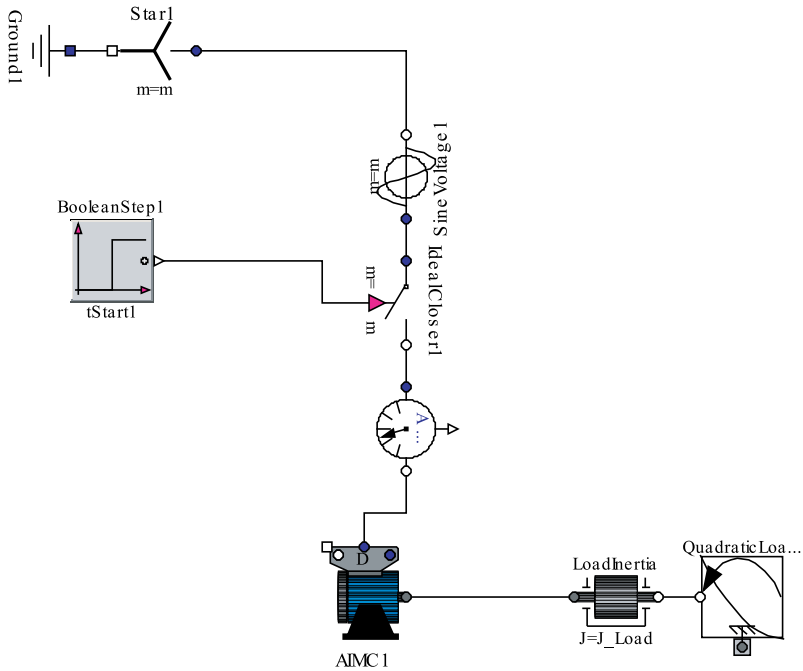 Star1
Ground1
m=m
SineVoltage1
m=m
BooleanStep1
tStart1
IdealCloser1
m=
m
A...
D
AIMC1
LoadInertia
J=J_Load
QuadraticLoa...